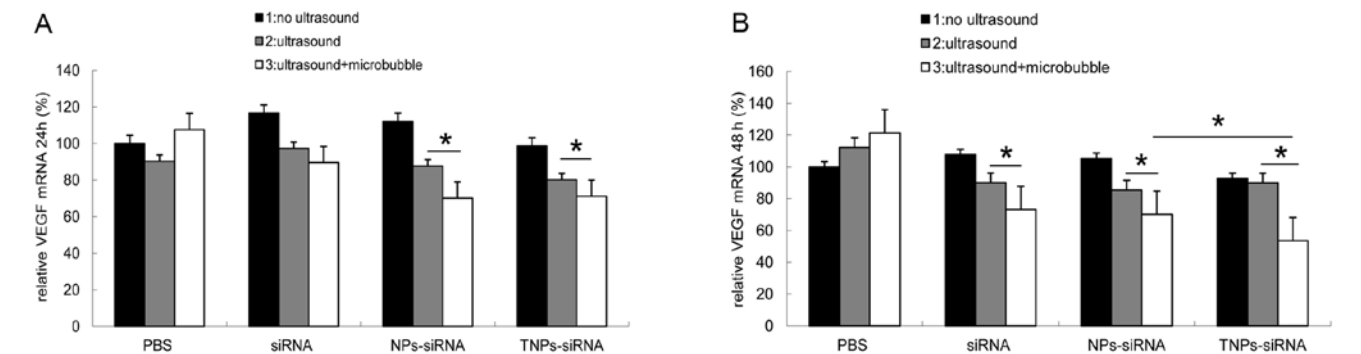 A
1:no ultrasound
2:ultrasound
3:ultrasound+microbubble
relative VEGF mRNA 24h (%)
140
120
100
80
60
40
20
0
PBS siRNA NPs-siRNA TNPs-siRNA
* *
B
1:no ultrasound
2:ultrasound
3:ultrasound+microbubble
relative VEGF mRNA 48 h (%)
160
140
120
100
80
60
40
20
0
PBS siRNA NPs-siRNA TNPs-siRNA
* * * *